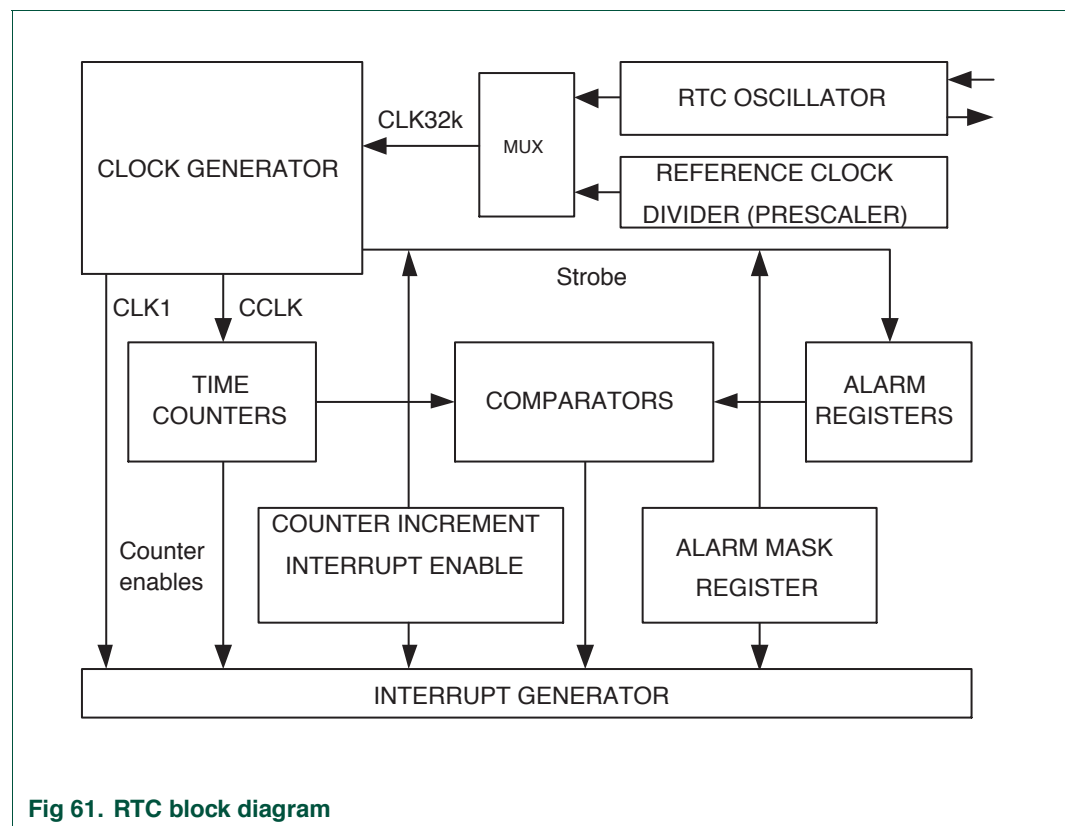 RTC OSCILLATOR
CLK32k
MUX
CLOCK GENERATOR
REFERENCE CLOCK
DIVIDER (PRESCALER)
Strobe
CLK1
CCLK
TIME
COUNTERS
COMPARATORS
ALARM
REGISTERS
COUNTER INCREMENT
INTERRUPT ENABLE
ALARM MASK
REGISTER
Counter
enables
INTERRUPT GENERATOR
Fig 61. RTC block diagram